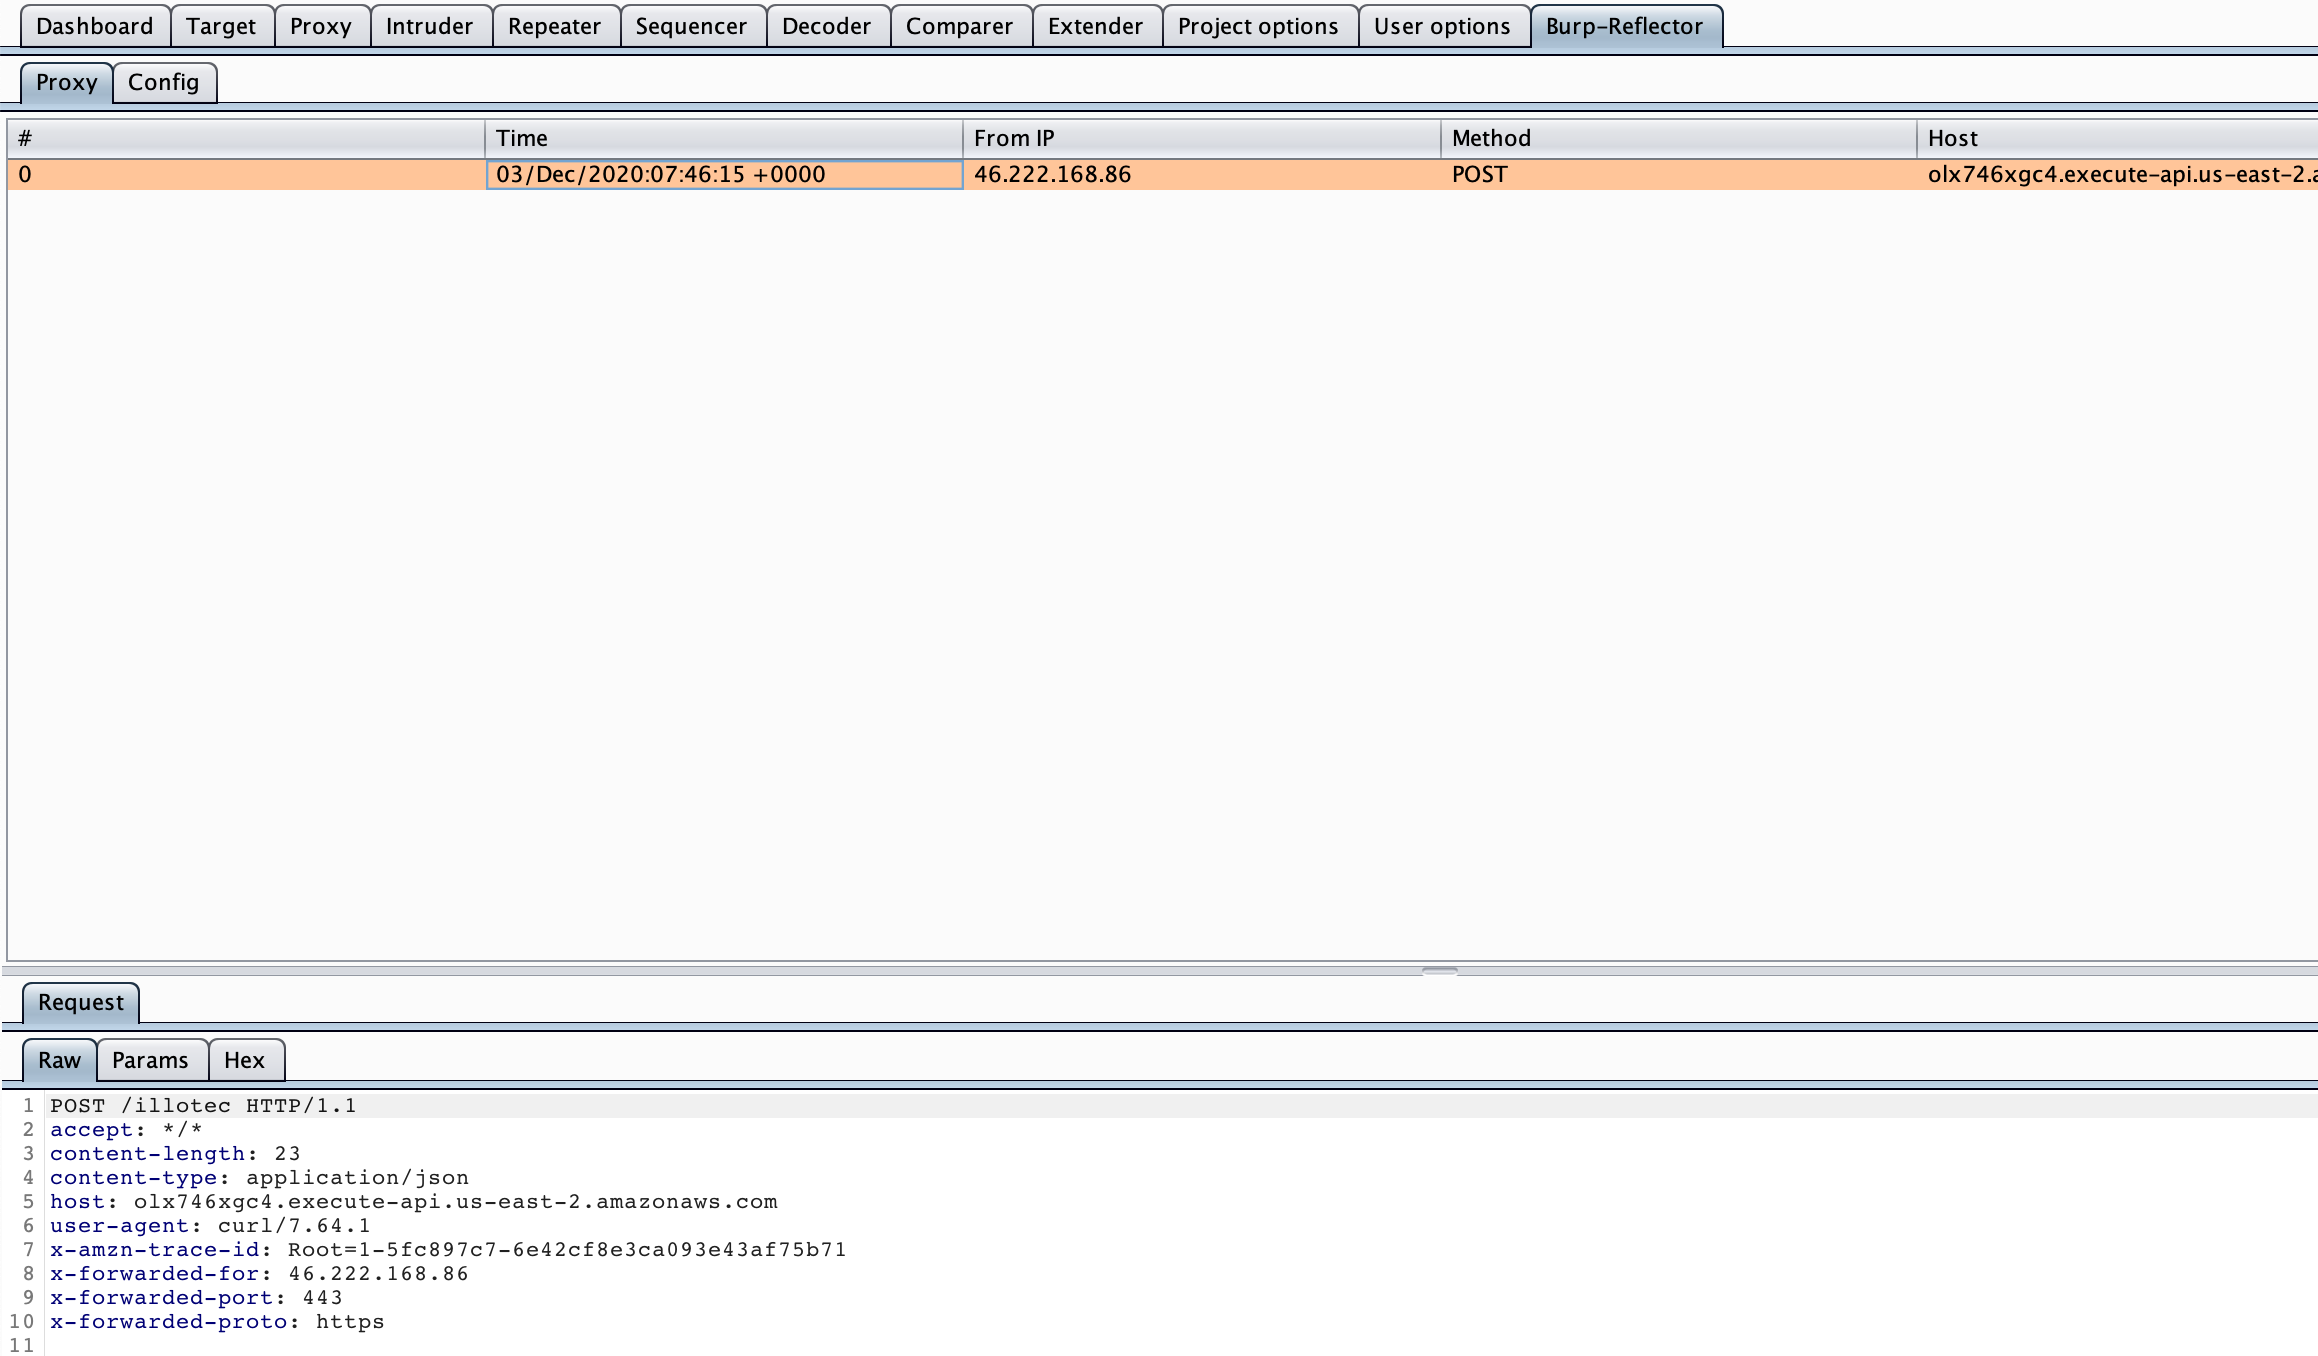 Dashboard Target Proxy Intruder Repeater Sequencer Decoder Comparer Extender Project options User options Burp-Reflector
Proxy Config
# Time From IP Method Host
0 03/Dec/2020:07:46:15 +0000 46.222.168.86 POST olx746xgc4.execute-api.us-east-2.a
Request
Raw Params Hex
1 POST /illotec HTTP/1.1
2 accept: */*
3 content-length: 23
4 content-type: application/json
5 host: olx746xgc4.execute-api.us-east-2.amazonaws.com
6 user-agent: curl/7.64.1
7 x-amzn-trace-id: Root=1-5fc897c7-6e42cf8e3ca093e43af75b71
8 x-forwarded-for: 46.222.168.86
9 x-forwarded-port: 443
10 x-forwarded-proto: https
11